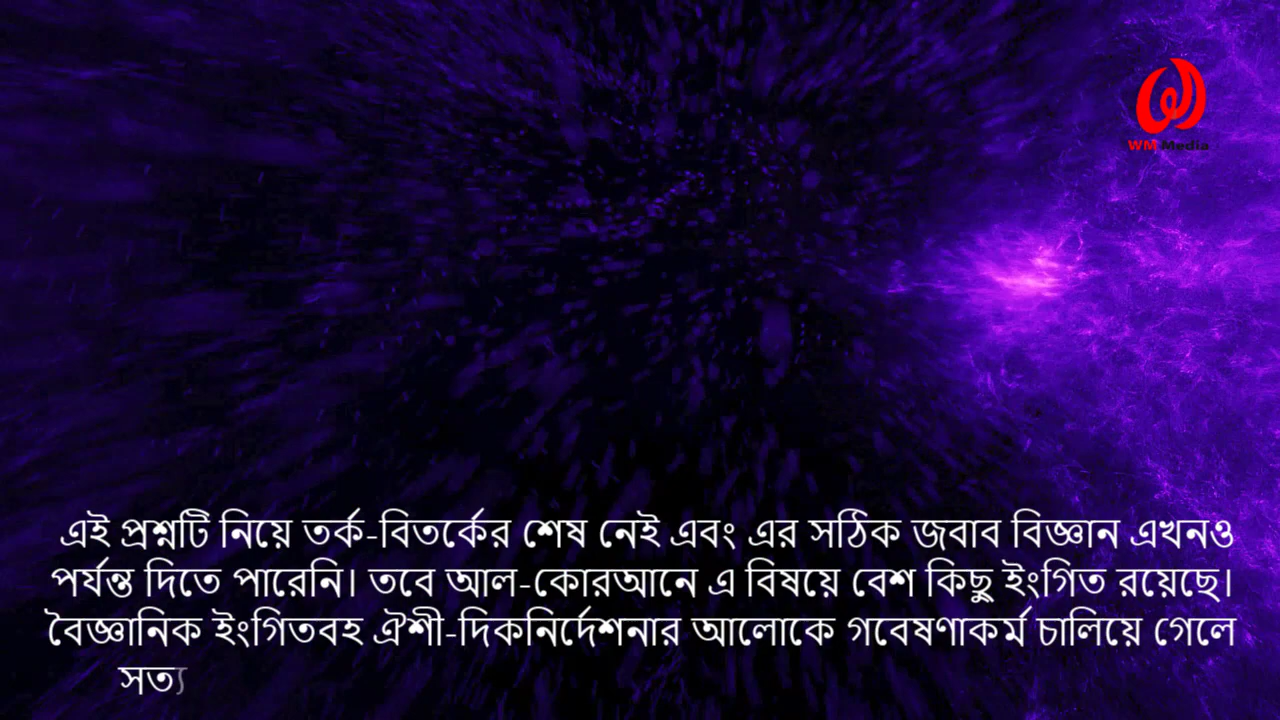 WM Media
এই প্রশ্নটি নিয়ে তর্ক-বিতর্কের শেষ নেই এবং এর সঠিক জবাব বিজ্ঞান এখনও
পর্যন্ত দিতে পারেনি। তবে আল-কোরআনে এ বিষয়ে বেশ কিছু ইংগিত রয়েছে।
বৈজ্ঞানিক ইংগিতবহ ঐশী-দিকনির্দেশনার আলোকে গবেষণাকর্ম চালিয়ে গেলে
সত্য